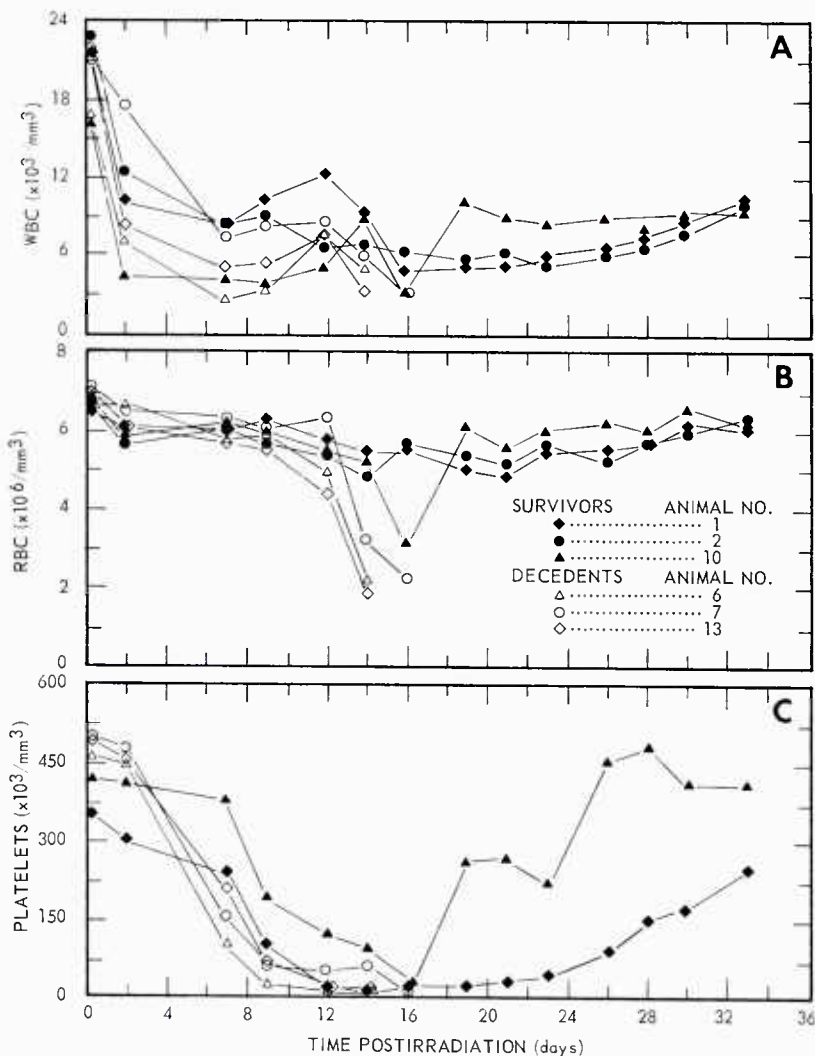 A
24
18
12
6
0
WBC (x10³/mm³)
B
8
6
4
2
0
RBC (x10⁶/mm³)
SURVIVORS ANIMAL NO.
1
2
10
DECEDENTS ANIMAL NO.
6
7
13
C
600
450
300
150
0
PLATELETS (x10³/mm³)
0 4 8 12 16 20 24 28 32 36
TIME POSTIRRADIATION (days)